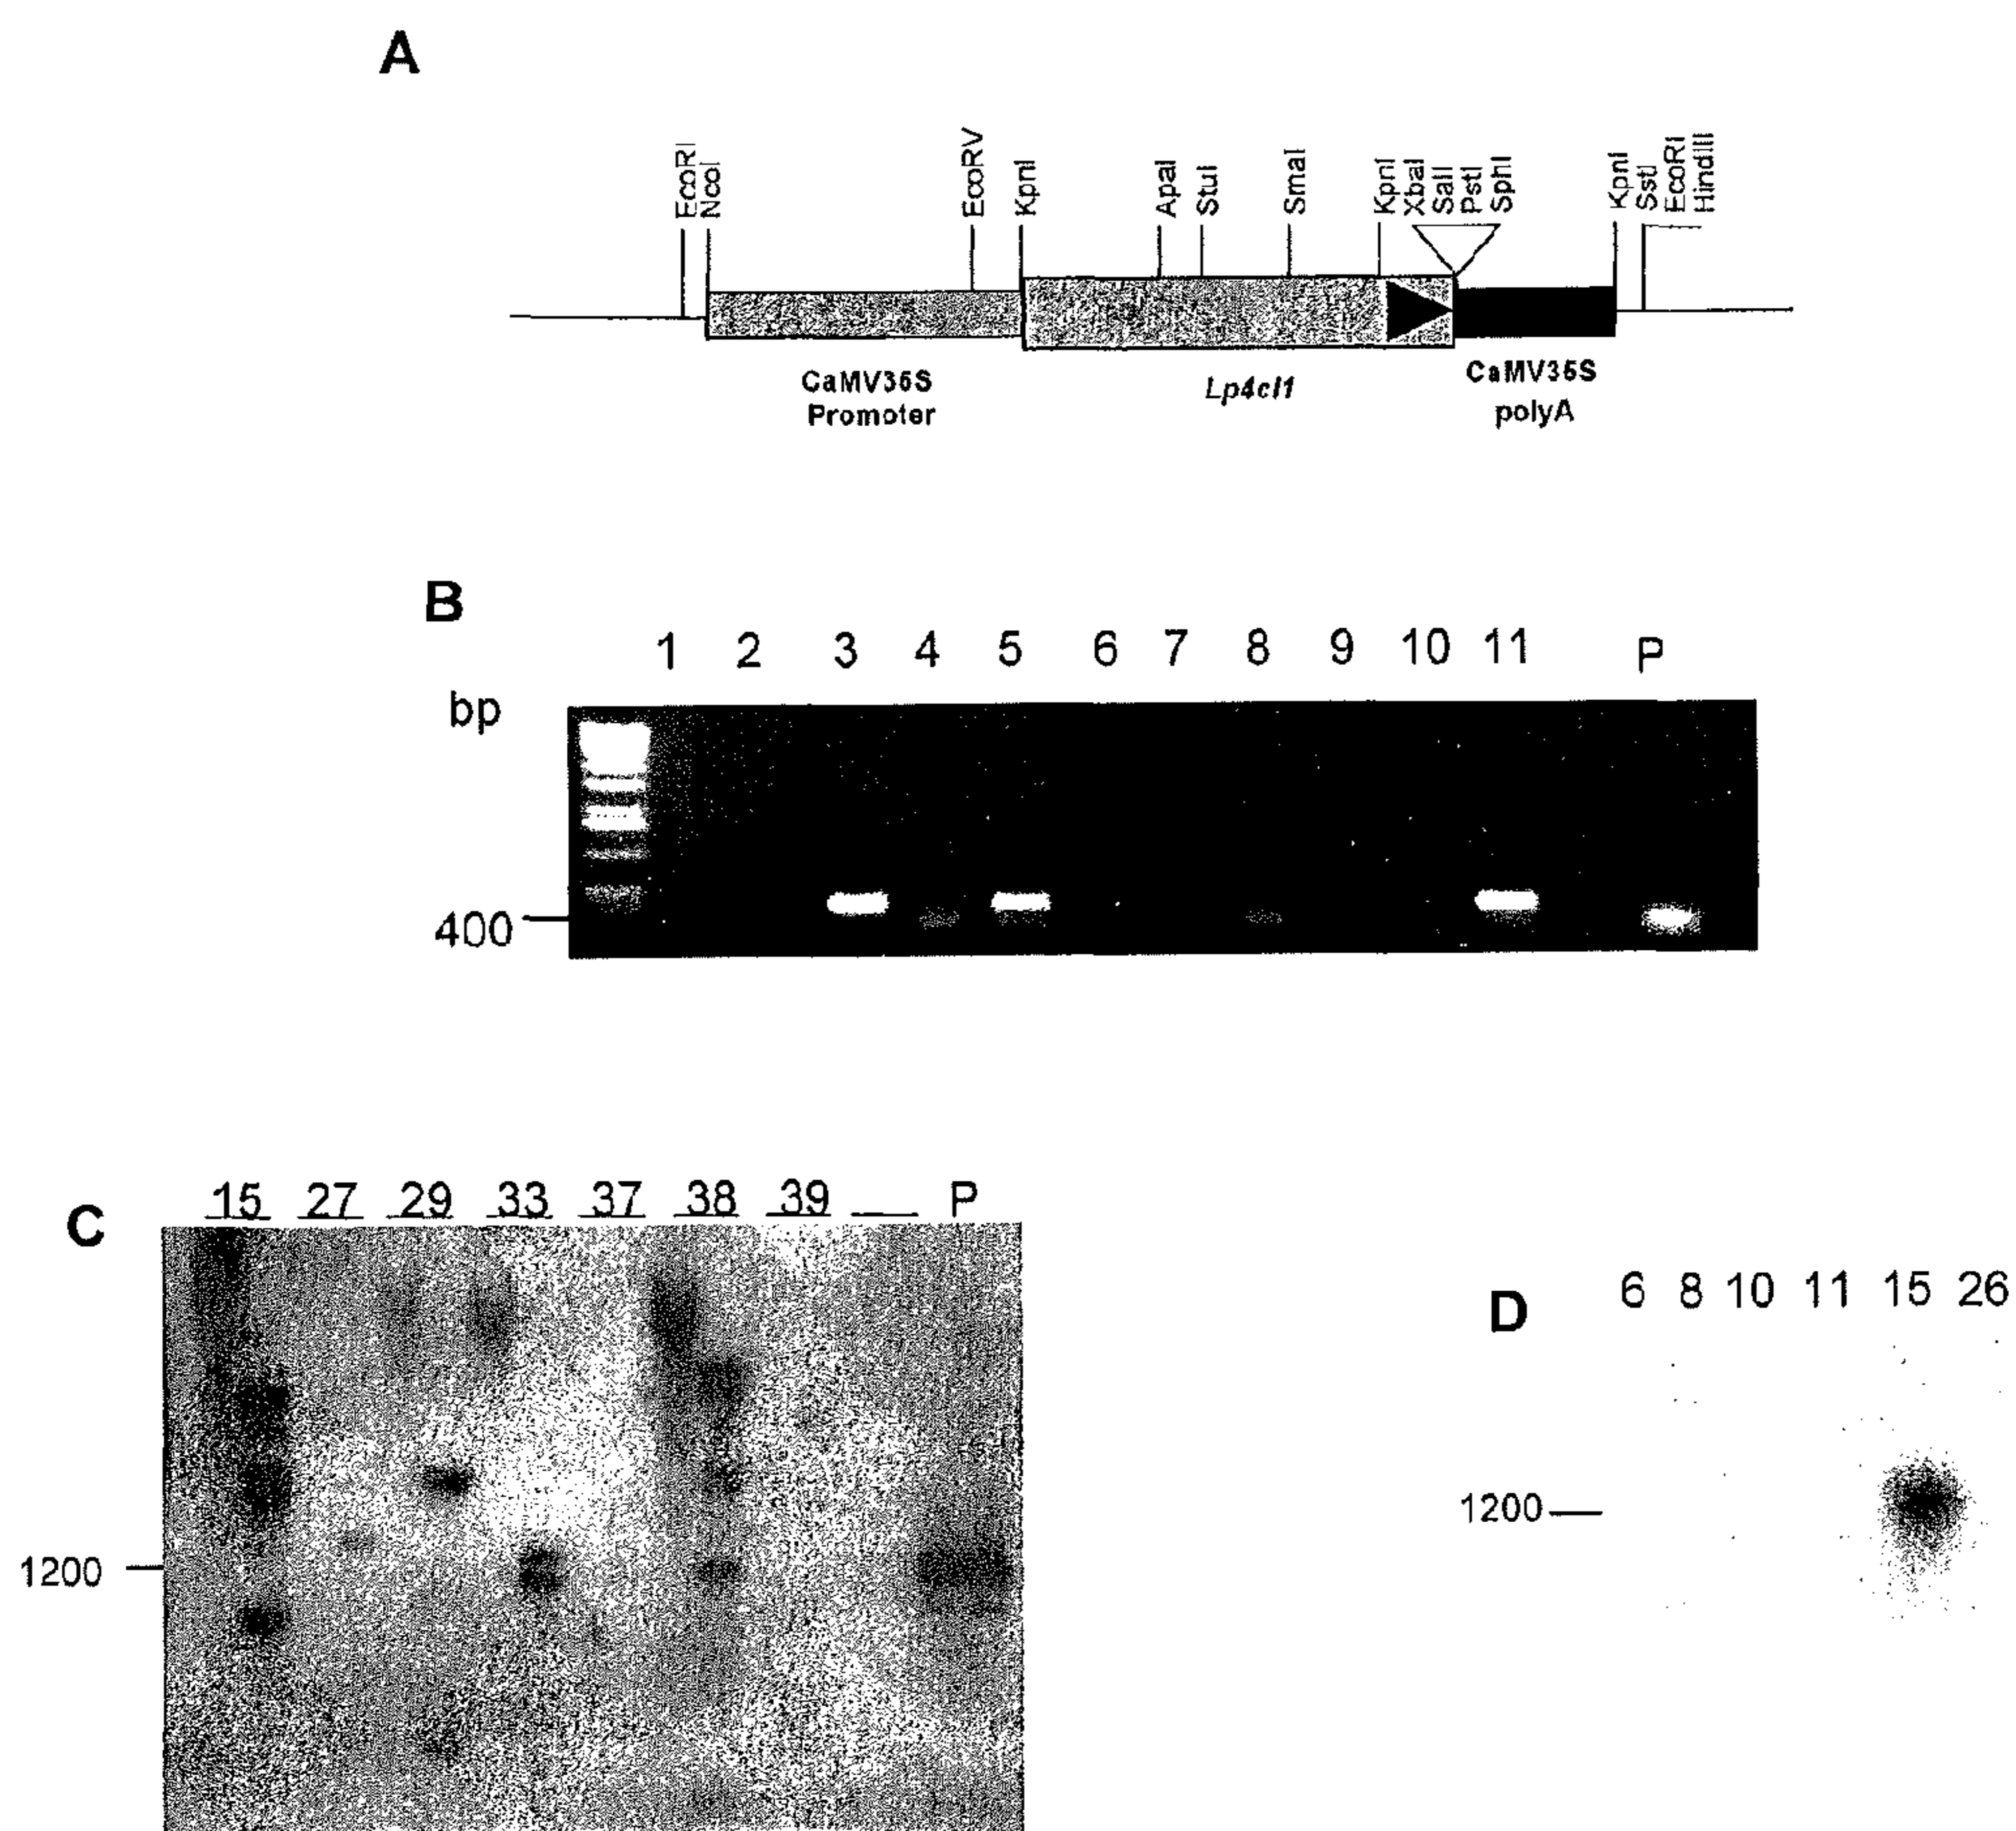 A
EcoRI
NcoI
EcoRV
KpnI
ApaI
StuI
SmaI
KpnI
XbaI
SalI
PstI
SphI
KpnI
SstI
EcoRI
HindIII
CaMV35S
Promoter
Lp4cl1
CaMV35S
polyA
B
1 2 3 4 5 6 7 8 9 10 11 P
bp
400
C
15 27 29 33 37 38 39 P
1200
D
6 8 10 11 15 26
1200